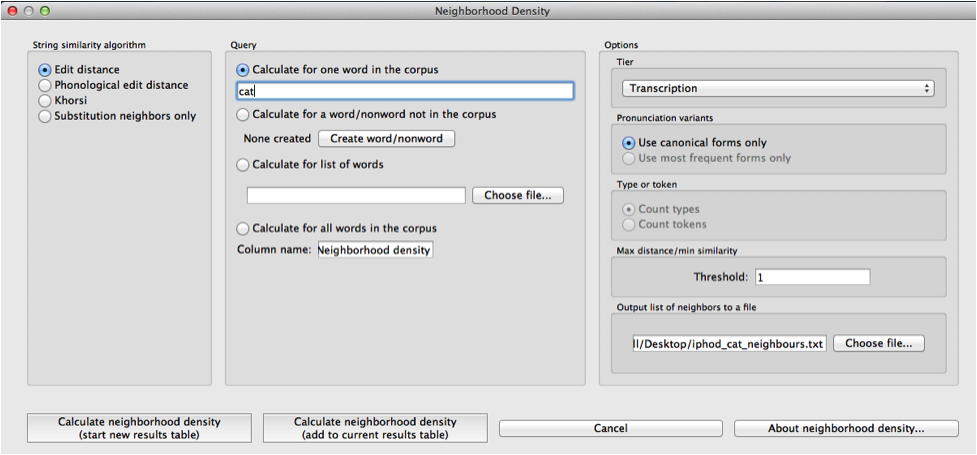 Neighborhood Density
String similarity algorithm
Edit distance
Phonological edit distance
Khorsi
Substitution neighbors only
Query
Calculate for one word in the corpus
cat
Calculate for a word/nonword not in the corpus
None created Create word/nonword
Calculate for list of words
Choose file...
Calculate for all words in the corpus
Column name: Neighborhood density
Options
Tier
Transcription
Pronunciation variants
Use canonical forms only
Use most frequent forms only
Type or token
Count types
Count tokens
Max distance/min similarity
Threshold: 1
Output list of neighbors to a file
ll/Desktop/iphod_cat_neighbours.txt Choose file...
Calculate neighborhood density
(start new results table)
Calculate neighborhood density
(add to current results table)
Cancel
About neighborhood density...